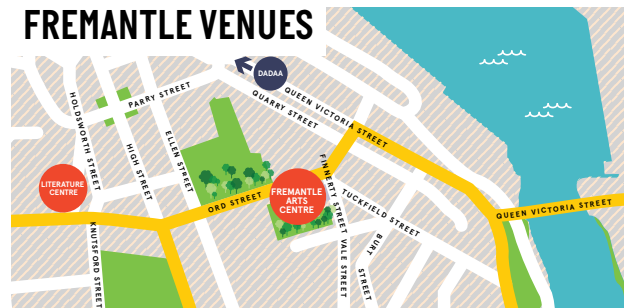 FREMANTLE VENUES
DADAA
PARRY STREET
QUEEN VICTORIA STREET
QUARRY STREET
HOLDSWORTH STREET
HIGH STREET
ELLEN STREET
LITERATURE
CENTRE
FREMANTLE
ARTS
CENTRE
FINNERTY STREET
ORD STREET
TUCKFIELD STREET
QUEEN VICTORIA STREET
KNUTSFORD STREET
VALE STREET
BURT STREET